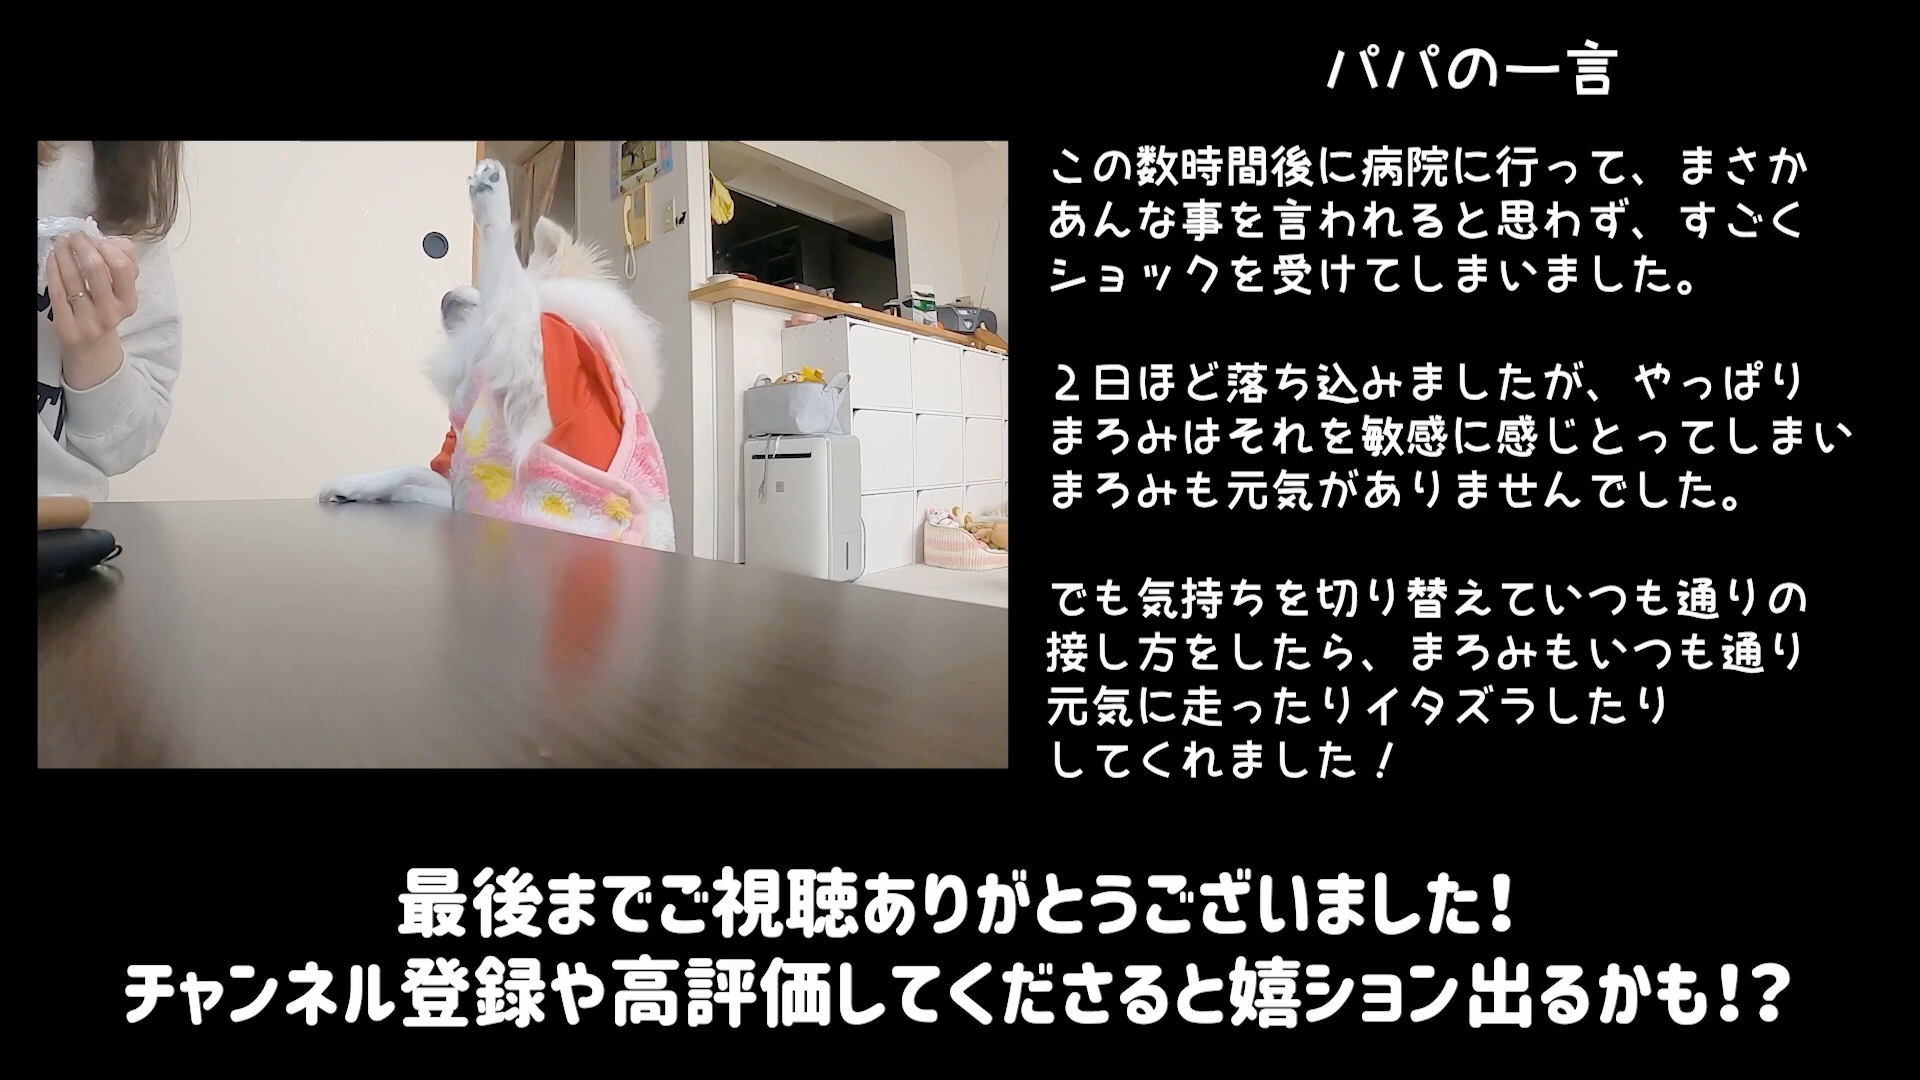 パパの一言
この数時間後に病院に行って、まさか
あんな事を言われると思わず、すごく
ショックを受けてしまいました。
２日ほど落ち込みましたが、やっぱり
まろみはそれを敏感に感じとってしまい
まろみも元気がありませんでした。
でも気持ちを切り替えていつも通りの
接し方をしたら、まろみもいつも通り
元気に走ったりイタズラしたり
してくれました！
最後までご視聴ありがとうございました！
チャンネル登録や高評価してくださると嬉ション出るかも！？